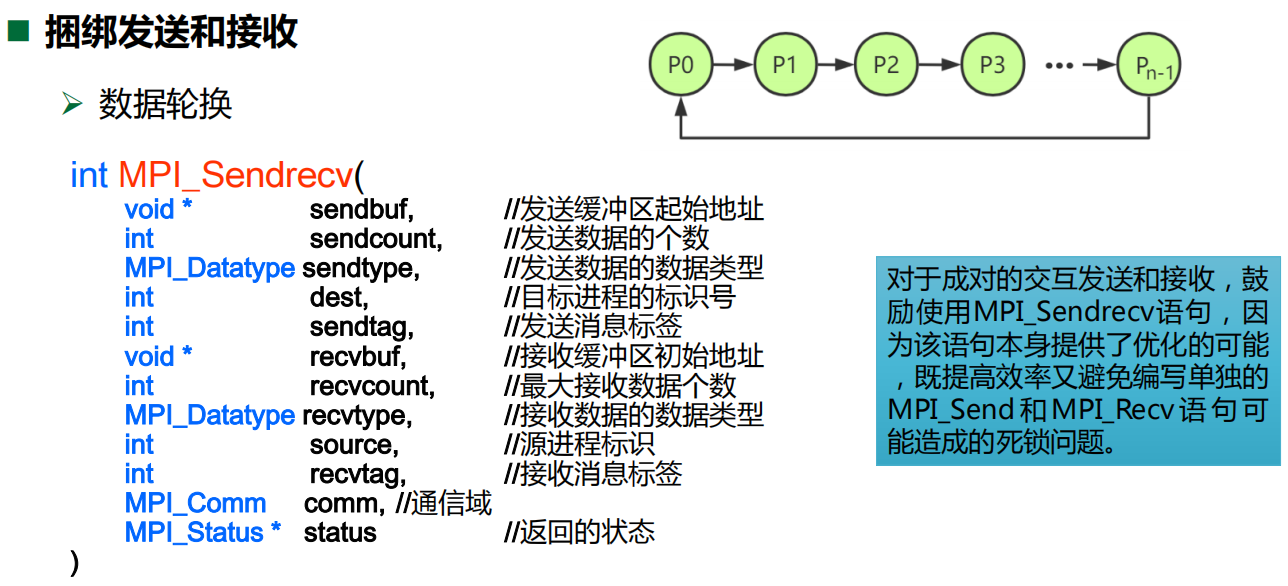 捆绑发送和接收
P0 P1 P2 P3 ••• Pn-1
数据轮换
int MPI_Sendrecv(
void * sendbuf, //发送缓冲区起始地址
int sendcount, //发送数据的个数
MPI_Datatype sendtype, //发送数据的数据类型
int dest, //目标进程的标识号
int sendtag, //发送消息标签
void * recvbuf, //接收缓冲区初始地址
int recvcount, //最大接收数据个数
MPI_Datatype recvtype, //接收数据的数据类型
int source, //源进程标识
int recvtag, //接收消息标签
MPI_Comm comm, //通信域
MPI_Status * status //返回的状态
)
对于成对的交互发送和接收，鼓
励使用MPI_Sendrecv语句，因
为该语句本身提供了优化的可能
，既提高效率又避免编写单独的
MPI_Send和MPI_Recv语句可
能造成的死锁问题。